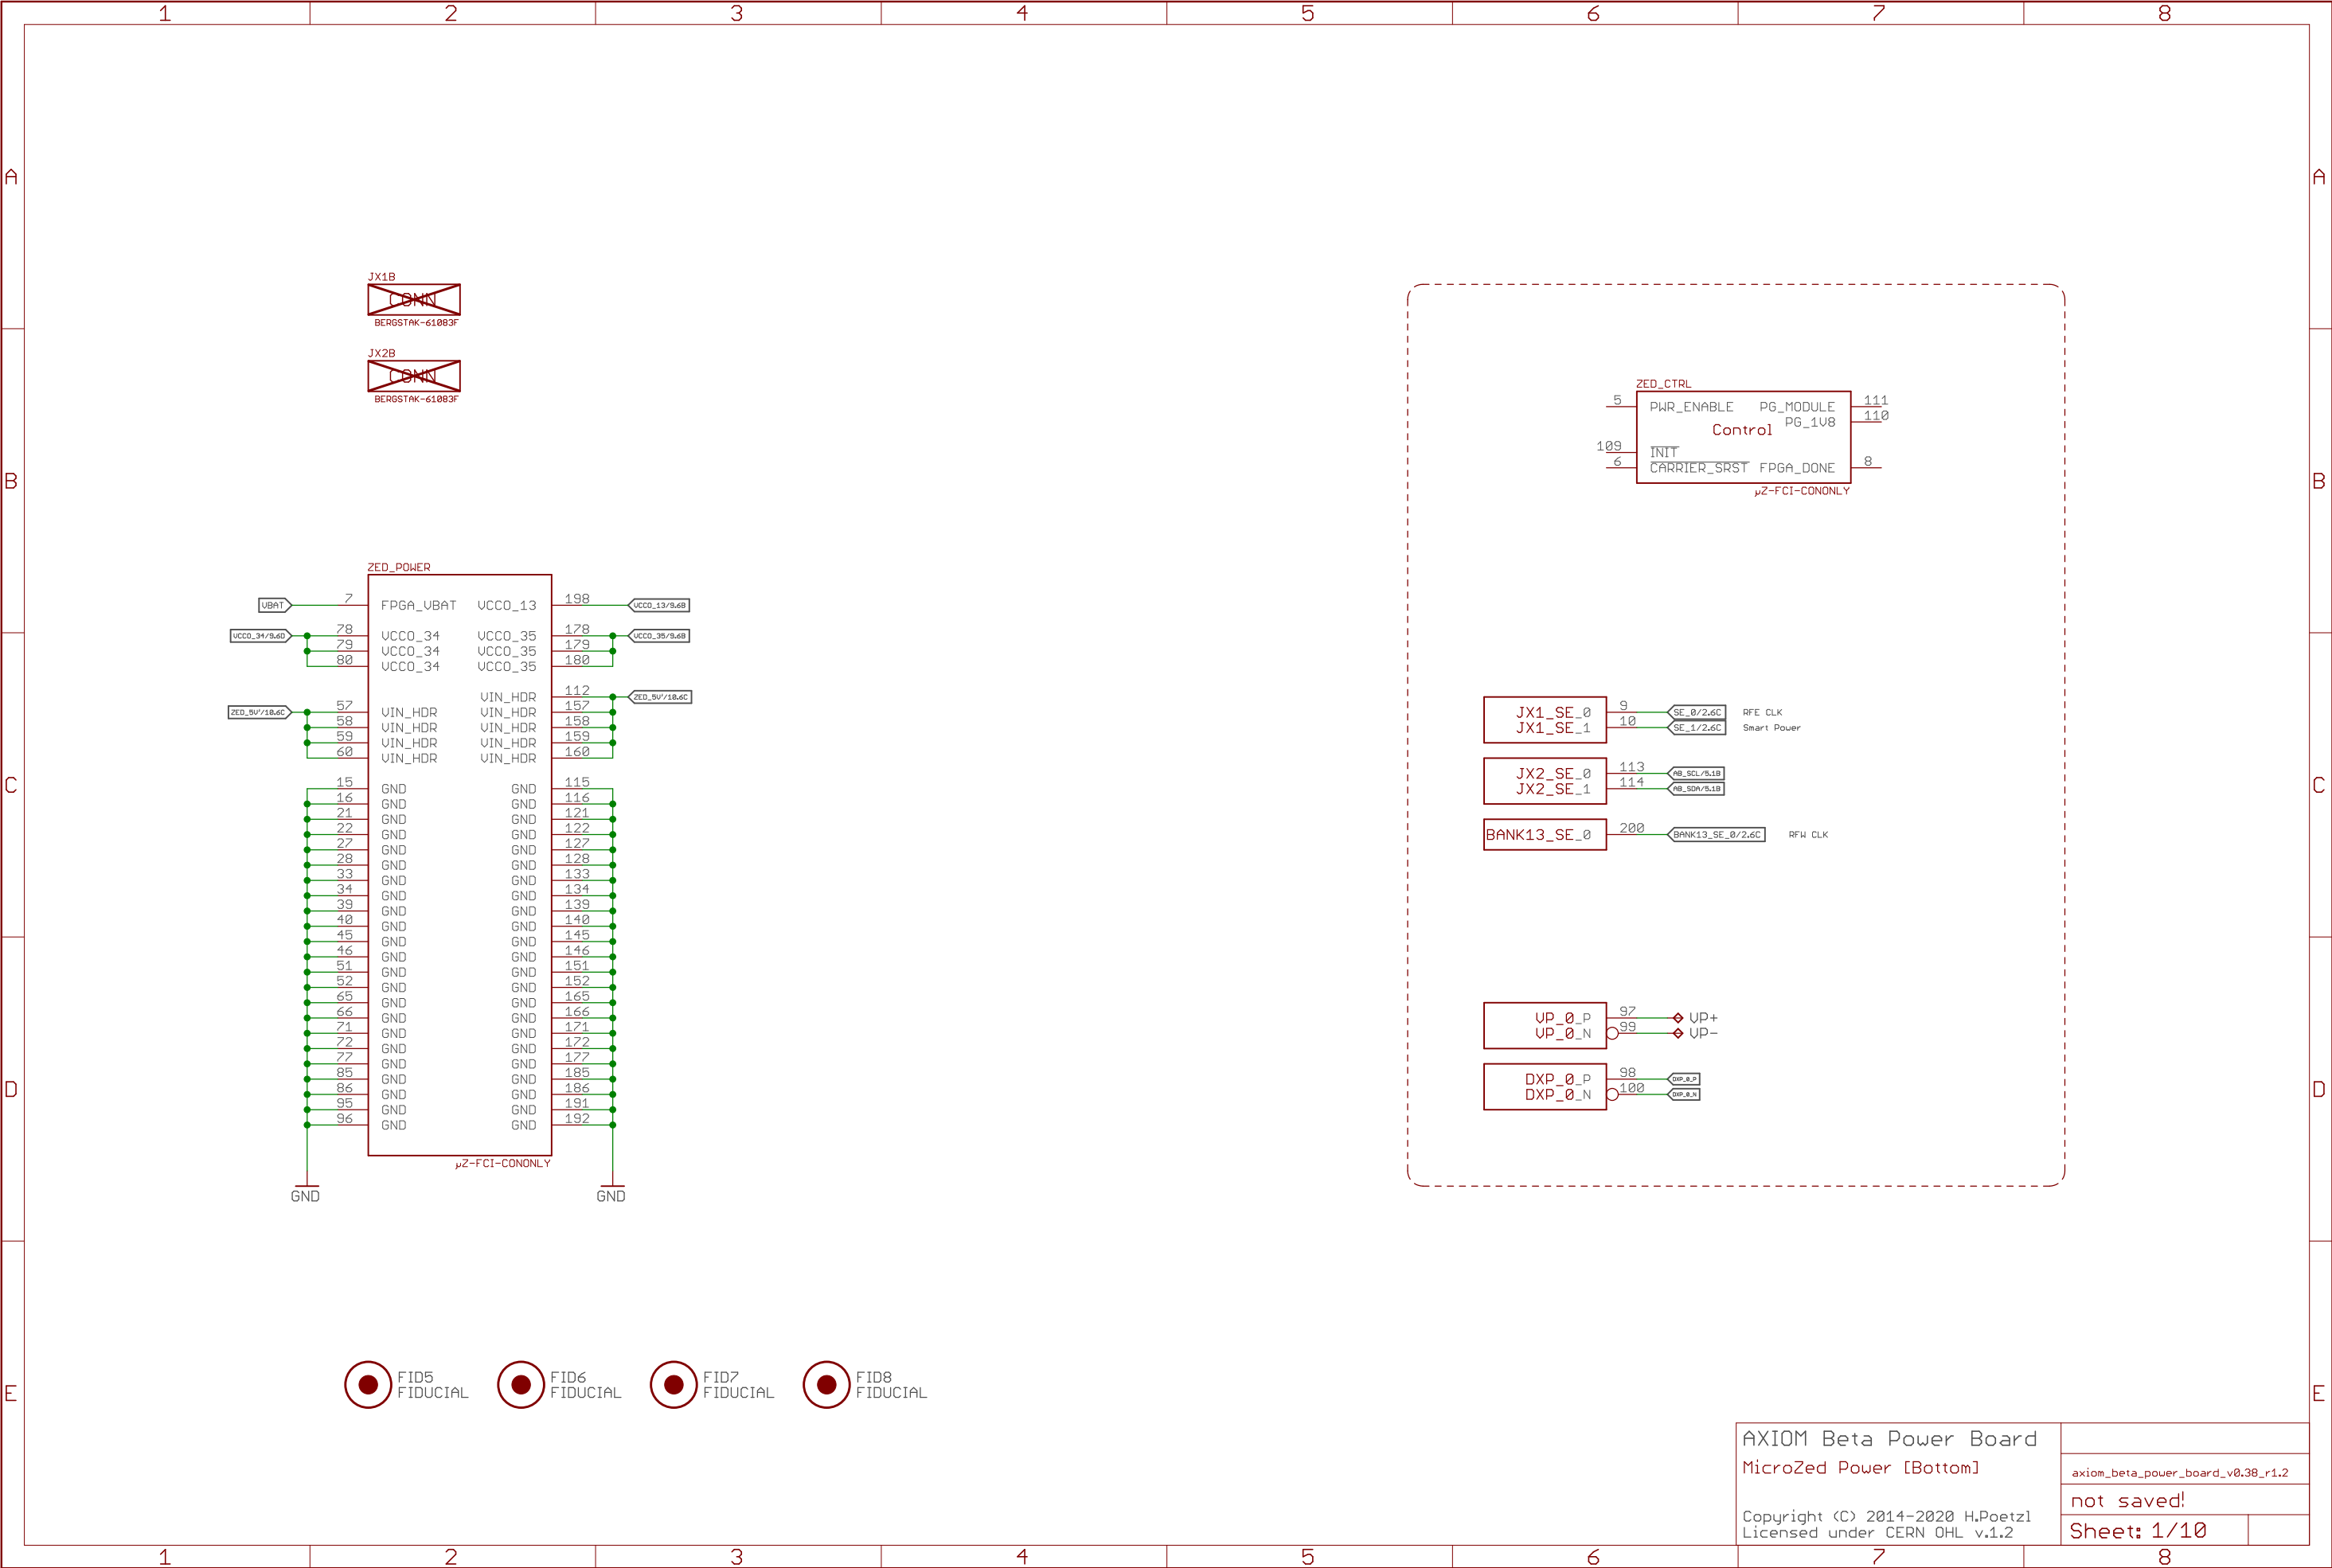 1 2 3 4 5 6 7 8
A A
B B
C C
D D
E E
JX1B
CONN
BERGSTAK-61083F
JX2B
CONN
BERGSTAK-61083F
ZED_POWER
VBAT 7 FPGA_VBAT VCCO_13 198 VCCO_13/9.6B
VCCO_34/9.6D 78 VCCO_34 VCCO_35 178 VCCO_35/9.6B
79 VCCO_34 VCCO_35 179
80 VCCO_34 VCCO_35 180
VIN_HDR 112 ZED_5V'/10.6C
ZED_5V'/10.6C 57 VIN_HDR VIN_HDR 157
58 VIN_HDR VIN_HDR 158
59 VIN_HDR VIN_HDR 159
60 VIN_HDR VIN_HDR 160
15 GND GND 115
16 GND GND 116
21 GND GND 121
22 GND GND 122
27 GND GND 127
28 GND GND 128
33 GND GND 133
34 GND GND 134
39 GND GND 139
40 GND GND 140
45 GND GND 145
46 GND GND 146
51 GND GND 151
52 GND GND 152
65 GND GND 165
66 GND GND 166
71 GND GND 171
72 GND GND 172
77 GND GND 177
85 GND GND 185
86 GND GND 186
95 GND GND 191
96 GND GND 192
µZ-FCI-CONONLY
GND GND
ZED_CTRL
5 PWR_ENABLE PG_MODULE 111
PG_1V8 110
Control
109 INIT
6 CARRIER_SRST FPGA_DONE 8
µZ-FCI-CONONLY
JX1_SE_0 9 SE_0/2.6C RFE CLK
JX1_SE_1 10 SE_1/2.6C Smart Power
JX2_SE_0 113 AB_SCL/5.1B
JX2_SE_1 114 AB_SDA/5.1B
BANK13_SE_0 200 BANK13_SE_0/2.6C RFW CLK
VP_0_P 97 VP+
VP_0_N 99 VP-
DXP_0_P 98 DXP_0_P
DXP_0_N 100 DXP_0_N
FID5
FIDUCIAL
FID6
FIDUCIAL
FID7
FIDUCIAL
FID8
FIDUCIAL
AXIOM Beta Power Board
MicroZed Power [Bottom]
Copyright (C) 2014-2020 H.Poetzl
Licensed under CERN OHL v.1.2
axiom_beta_power_board_v0.38_r1.2
not saved!
Sheet: 1/10
1 2 3 4 5 6 7 8